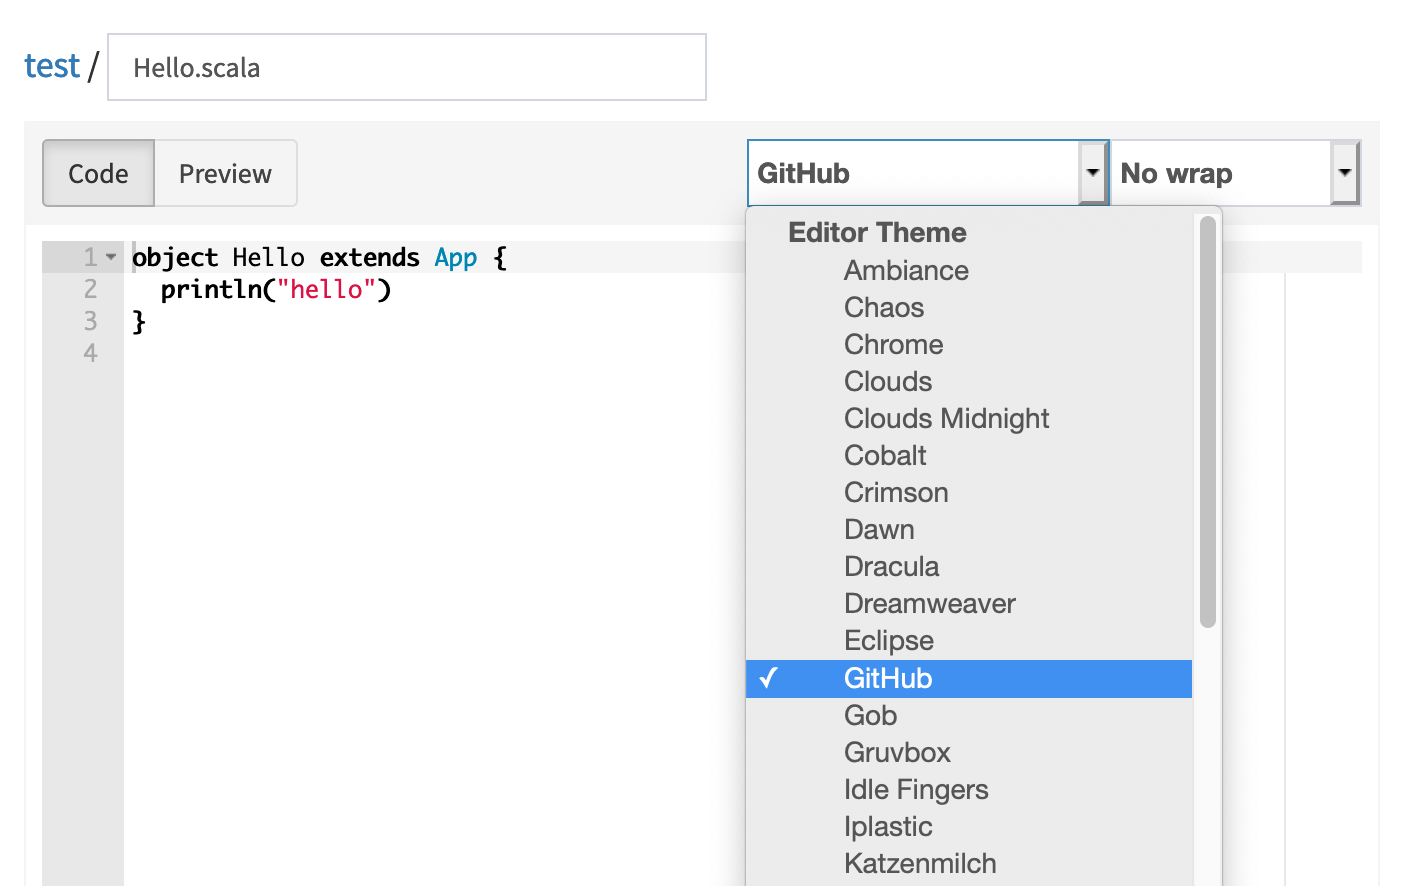 test / Hello.scala
Code Preview GitHub No wrap
1 object Hello extends App {
2   println("hello")
3 }
4
Editor Theme
Ambiance
Chaos
Chrome
Clouds
Clouds Midnight
Cobalt
Crimson
Dawn
Dracula
Dreamweaver
Eclipse
✓ GitHub
Gob
Gruvbox
Idle Fingers
Iplastic
Katzenmilch